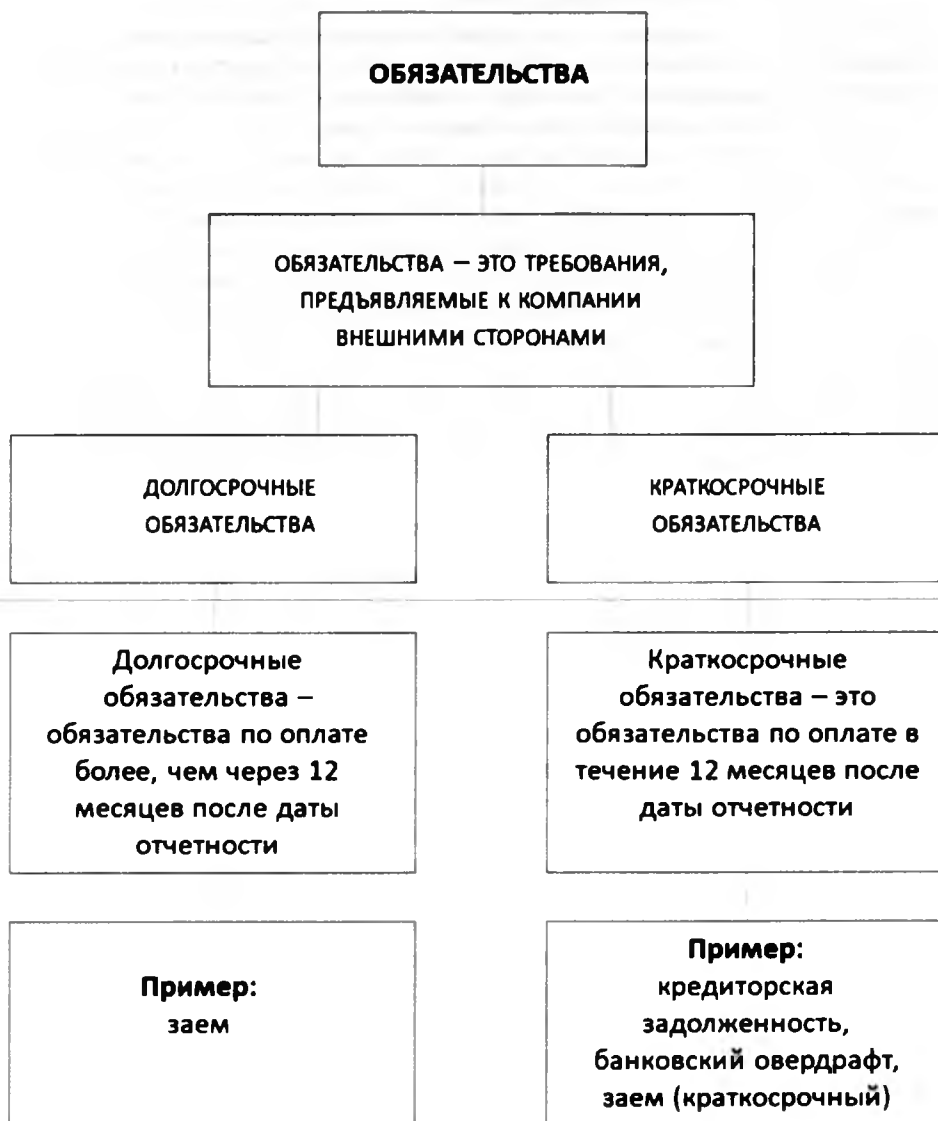 ОБЯЗАТЕЛЬСТВА
ОБЯЗАТЕЛЬСТВА – ЭТО ТРЕБОВАНИЯ,
ПРЕДЪЯВЛЯЕМЫЕ К КОМПАНИИ
ВНЕШНИМИ СТОРОНАМИ
ДОЛГОСРОЧНЫЕ
ОБЯЗАТЕЛЬСТВА
КРАТКОСРОЧНЫЕ
ОБЯЗАТЕЛЬСТВА
Долгосрочные
обязательства –
обязательства по оплате
более, чем через 12
месяцев после даты
отчетности
Краткосрочные
обязательства – это
обязательства по оплате в
течение 12 месяцев после
даты отчетности
Пример:
заем
Пример:
кредиторская
задолженность,
банковский овердрафт,
заем (краткосрочный)